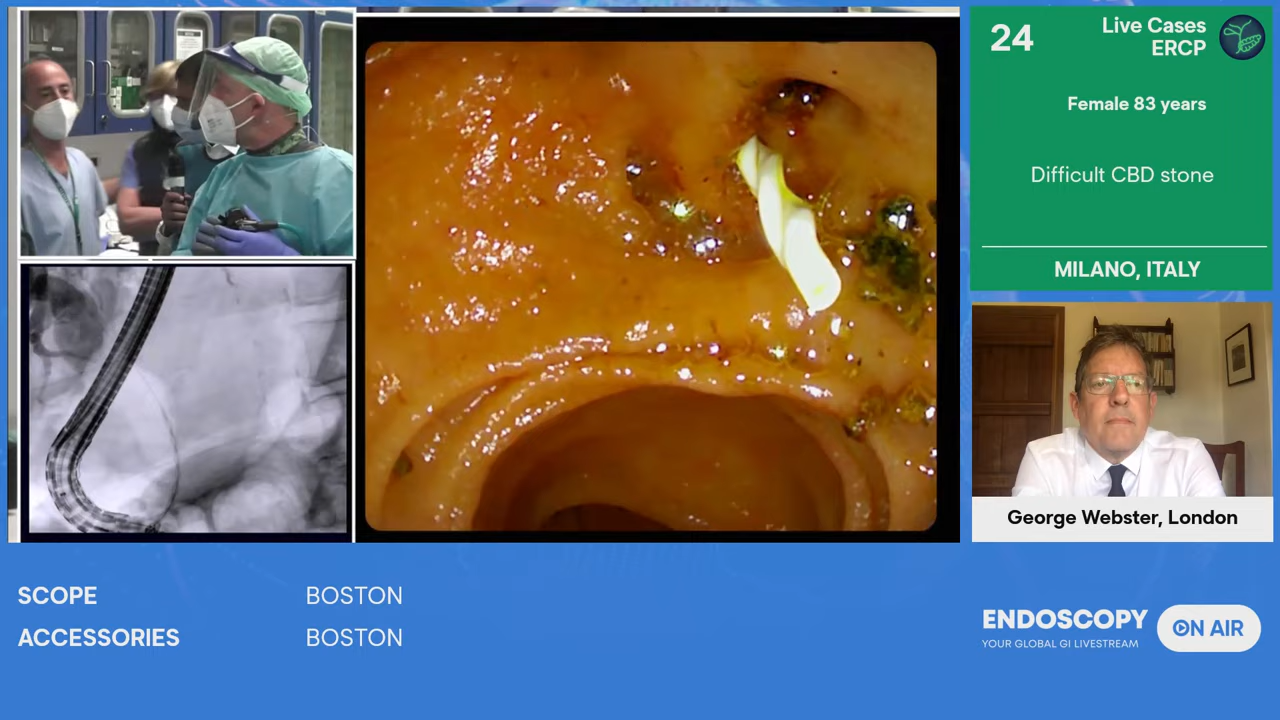 24
Live Cases
ERCP
Female 83 years
Difficult CBD stone
MILANO, ITALY
George Webster, London
SCOPE BOSTON
ACCESSORIES BOSTON
ENDOSCOPY
YOUR GLOBAL GI LIVESTREAM
ON AIR